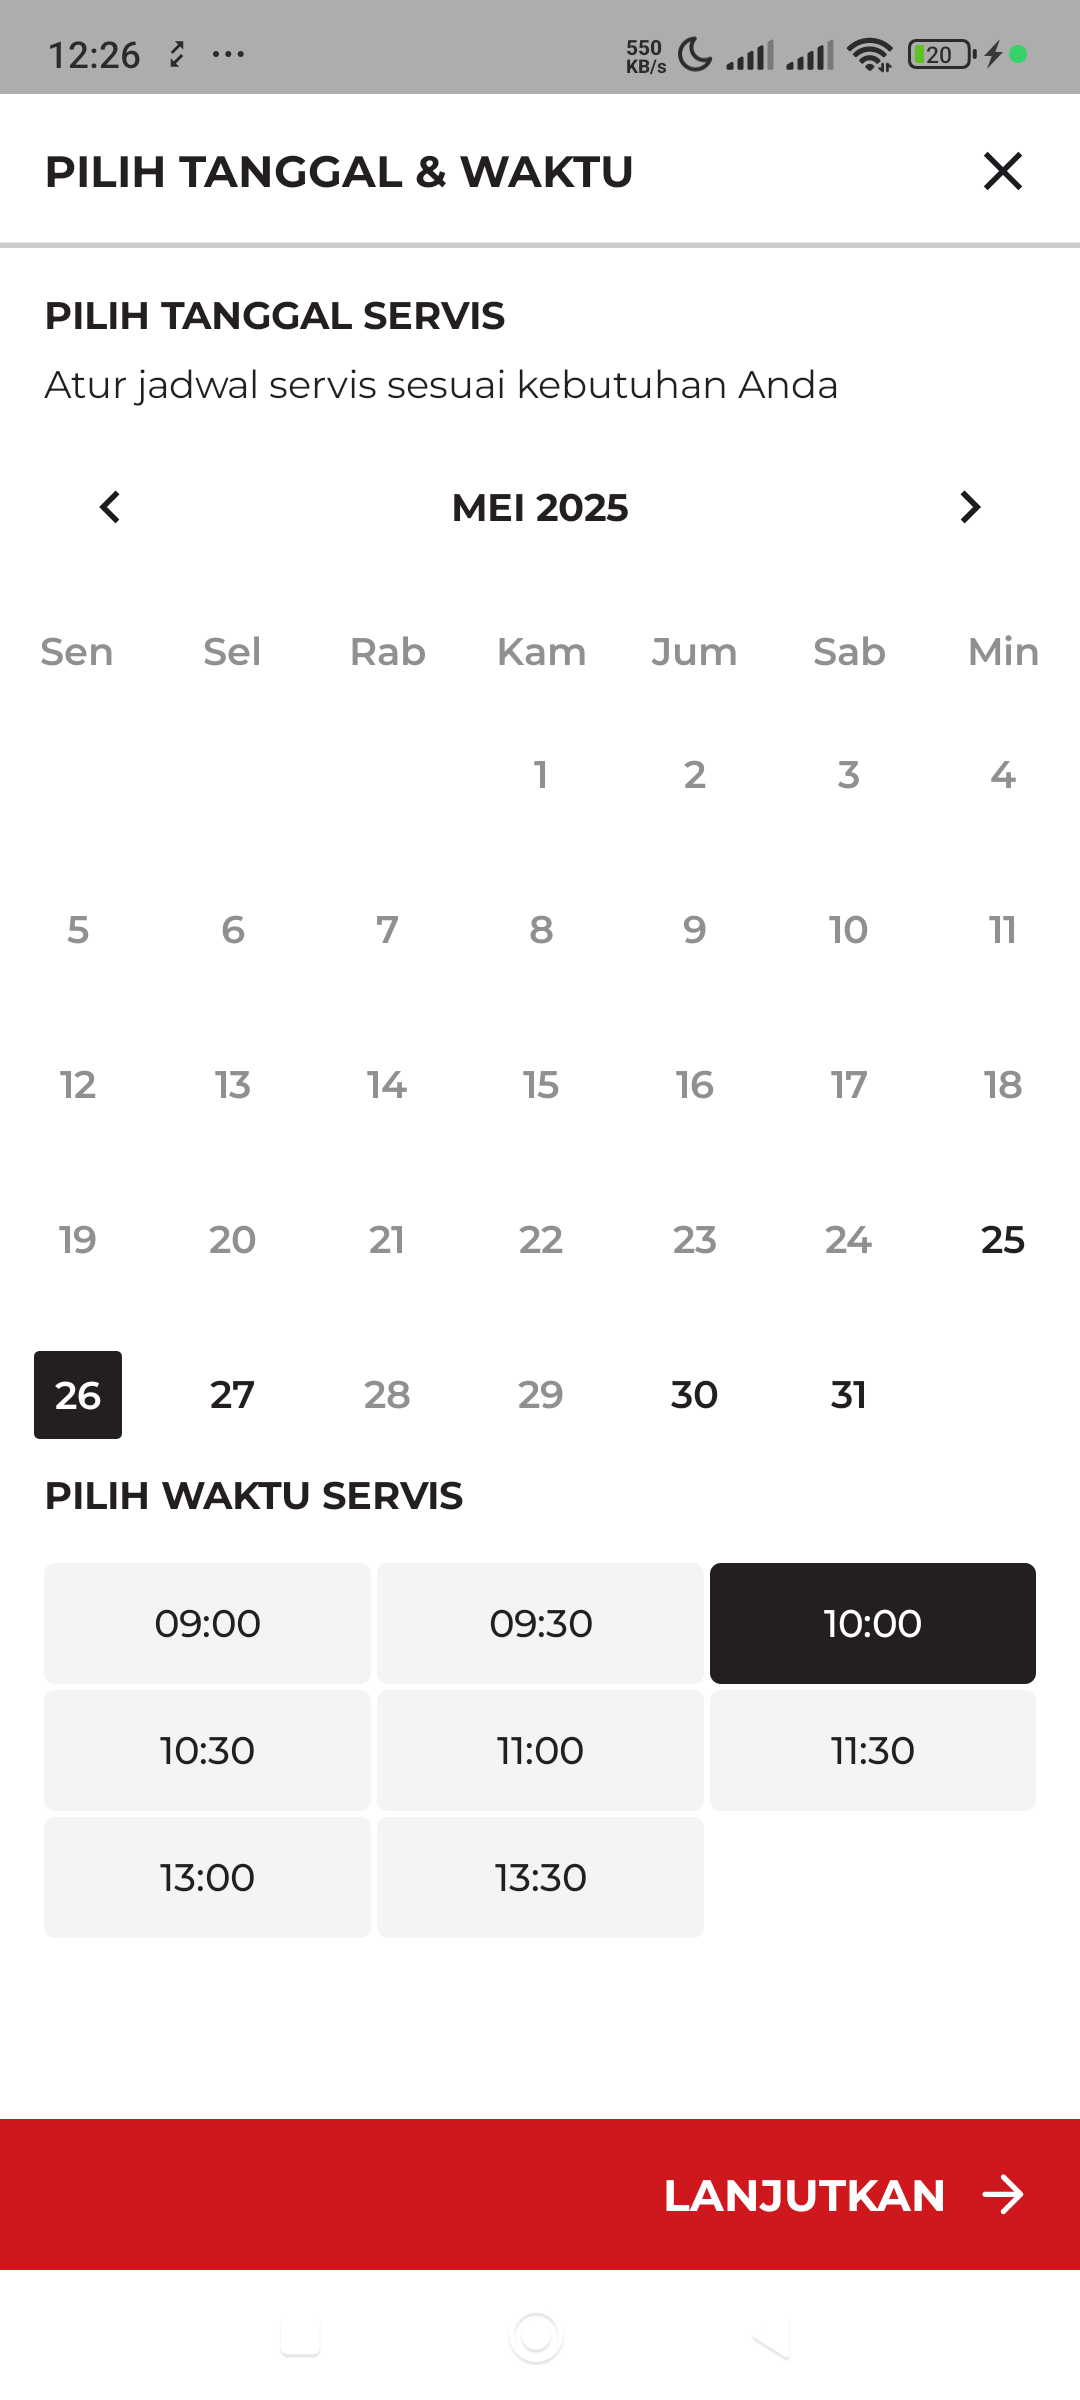 12:26 ...
550 KB/s 20
PILIH TANGGAL & WAKTU
PILIH TANGGAL SERVIS
Atur jadwal servis sesuai kebutuhan Anda
MEI 2025
Sen Sel Rab Kam Jum Sab Min
1 2 3 4
5 6 7 8 9 10 11
12 13 14 15 16 17 18
19 20 21 22 23 24 25
26 27 28 29 30 31
PILIH WAKTU SERVIS
09:00 09:30 10:00
10:30 11:00 11:30
13:00 13:30
LANJUTKAN